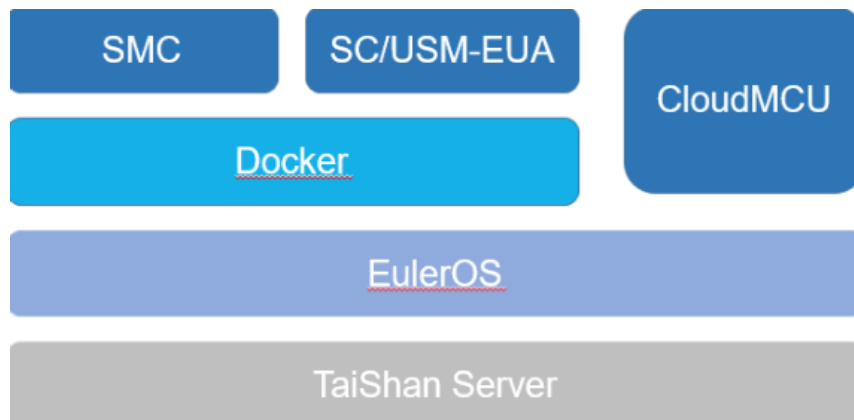 SMC
SC/USM-EUA
CloudMCU
Docker
EulerOS
TaiShan Server